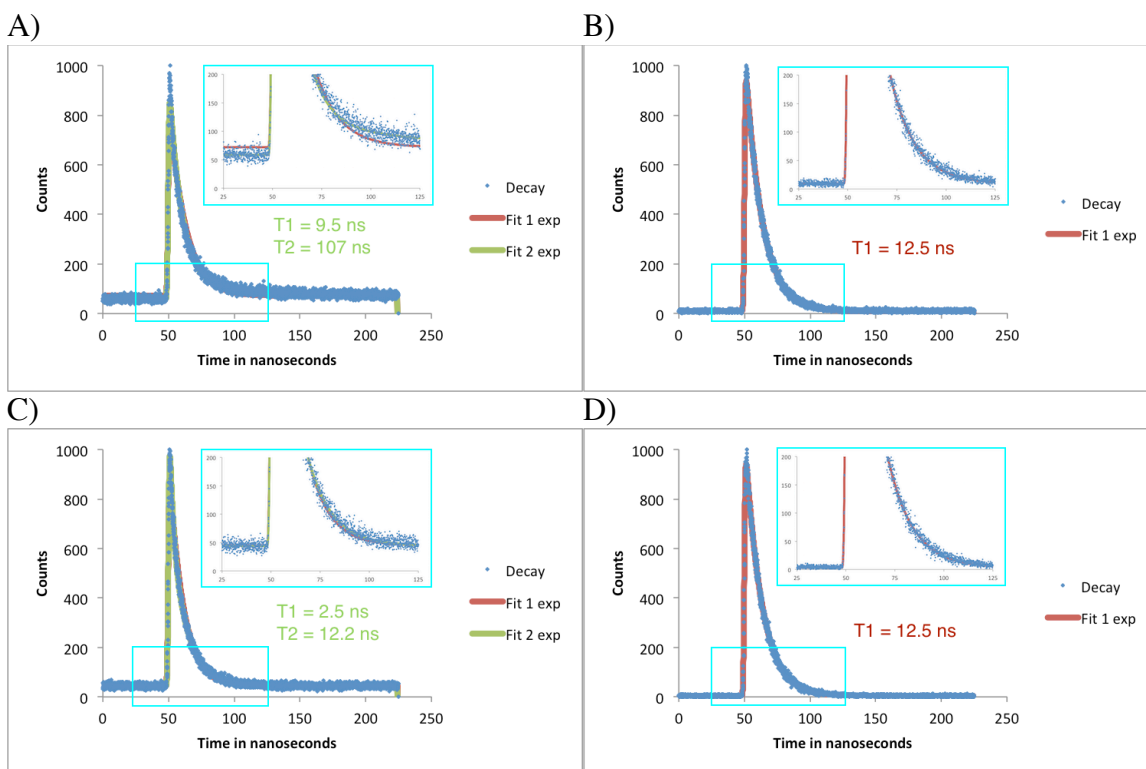 A)
1000
800
600
400
200
0
0 50 100 150 200 250
Counts
Time in nanoseconds
200
150
100
50
0
25 50 75 100 125
T1 = 9.5 ns
T2 = 107 ns
Decay
Fit 1 exp
Fit 2 exp
B)
1000
800
600
400
200
0
0 50 100 150 200 250
Counts
Time in nanoseconds
200
150
100
50
0
25 50 75 100 125
T1 = 12.5 ns
Decay
Fit 1 exp
C)
1000
800
600
400
200
0
0 50 100 150 200 250
Counts
Time in nanoseconds
200
150
100
50
0
25 50 75 100 125
T1 = 2.5 ns
T2 = 12.2 ns
Decay
Fit 1 exp
Fit 2 exp
D)
1000
800
600
400
200
0
0 50 100 150 200 250
Counts
Time in nanoseconds
200
150
100
50
0
25 50 75 100 125
T1 = 12.5 ns
Decay
Fit 1 exp